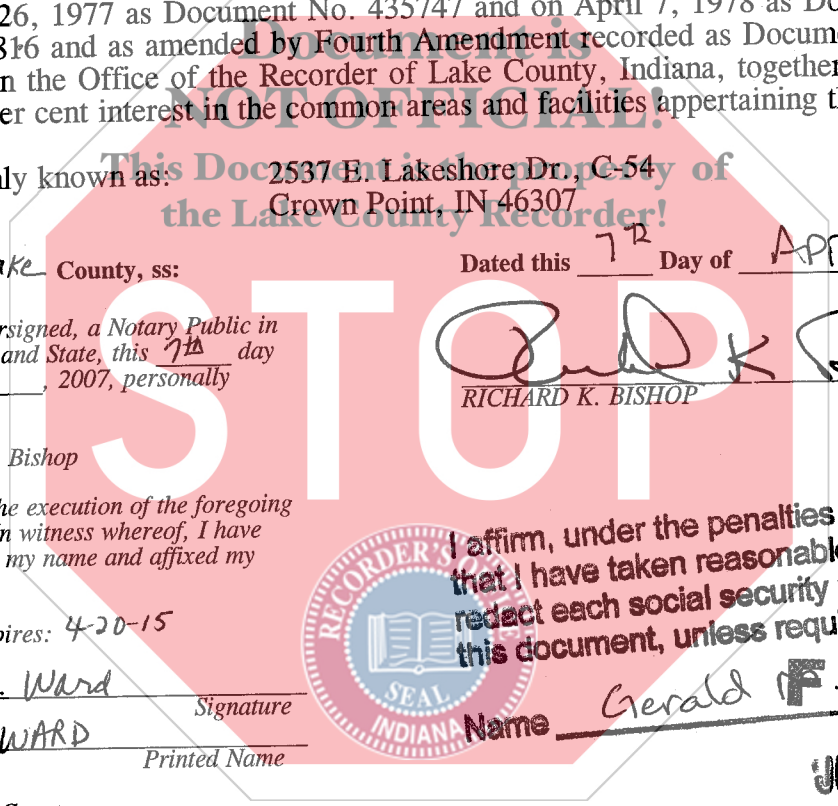 26, 1977 as Document No. 435747 and on April 7, 1978 as Do
816 and as amended by Fourth Amendment recorded as Docum
n the Office of the Recorder of Lake County, Indiana, together
er cent interest in the common areas and facilities appertaining t
Document is
NOT OFFICIAL!
This Document is the property of
the Lake County Recorder!
nly known as: 2537 E. Lakeshore Dr., C-54
Crown Point, IN 46307
ake County, ss:
Dated this 7th Day of Apr
rsigned, a Notary Public in
and State, this 7th day
, 2007, personally
STOP
K
RICHARD K. BISHOP
Bishop
he execution of the foregoing
n witness whereof, I have
my name and affixed my
I affirm, under the penalties
that I have taken reasonabl
redact each social security
this document, unless requ
pires: 4-20-15
Ward
Signature
WARD
Printed Name
RECORDER'S OFFICE
SEAL
INDIANA
Name Gerald
F